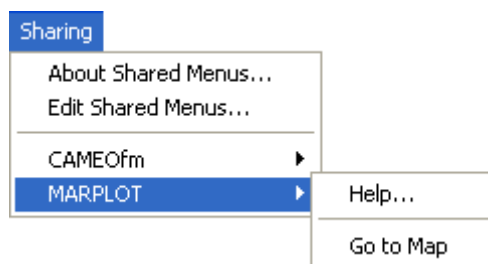 Sharing
About Shared Menus...
Edit Shared Menus...
CAMEOfm
MARPLOT
Help...
Go to Map